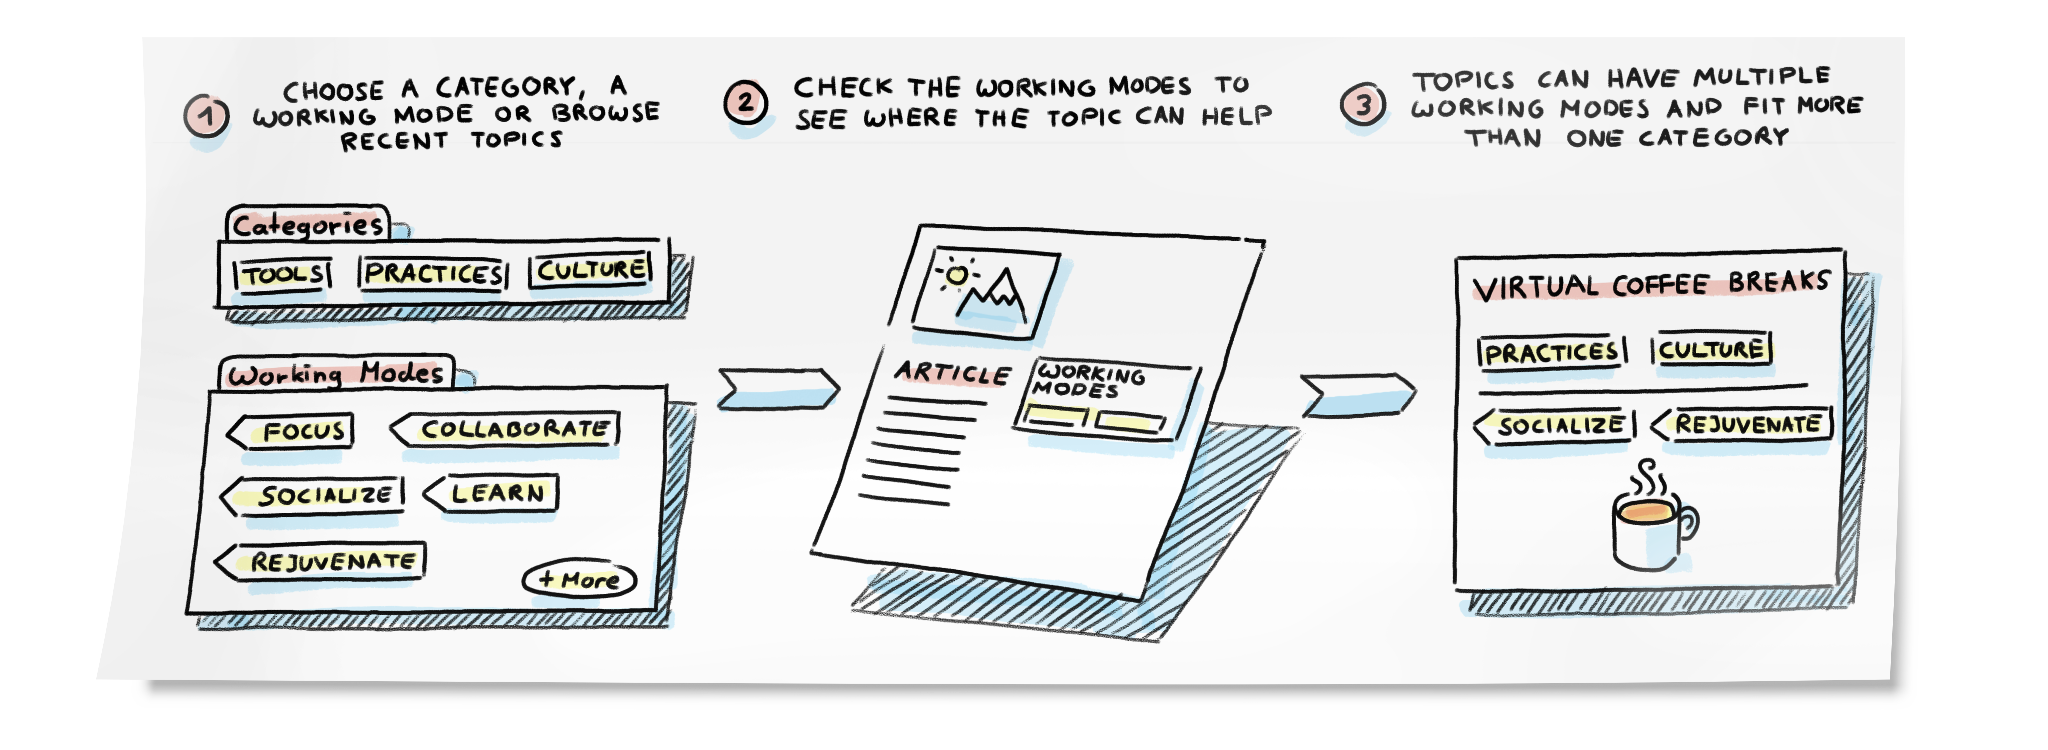 1
CHOOSE A CATEGORY, A
WORKING MODE OR BROWSE
RECENT TOPICS
Categories
TOOLS PRACTICES CULTURE
Working Modes
FOCUS COLLABORATE
SOCIALIZE LEARN
REJUVENATE
+ More
2
CHECK THE WORKING MODES TO
SEE WHERE THE TOPIC CAN HELP
ARTICLE
WORKING
MODES
3
TOPICS CAN HAVE MULTIPLE
WORKING MODES AND FIT MORE
THAN ONE CATEGORY
VIRTUAL COFFEE BREAKS
PRACTICES CULTURE
SOCIALIZE REJUVENATE